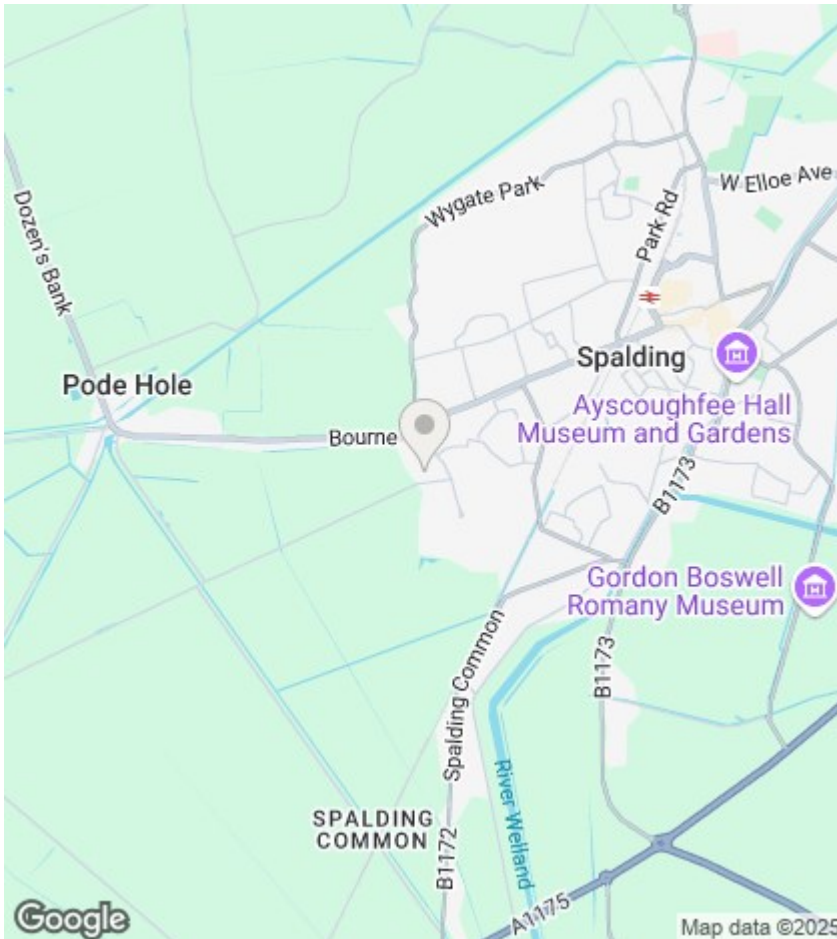 W Elloe Ave
Wygate Park
Park Rd
Dozen's Bank
Spalding
Pode Hole
Ayscoughfee Hall
Museum and Gardens
Bourne
B1173
Gordon Boswell
Romany Museum
B1173
Spalding Common
River Welland
SPALDING
COMMON
B1172
A1175
Google
Map data ©2025